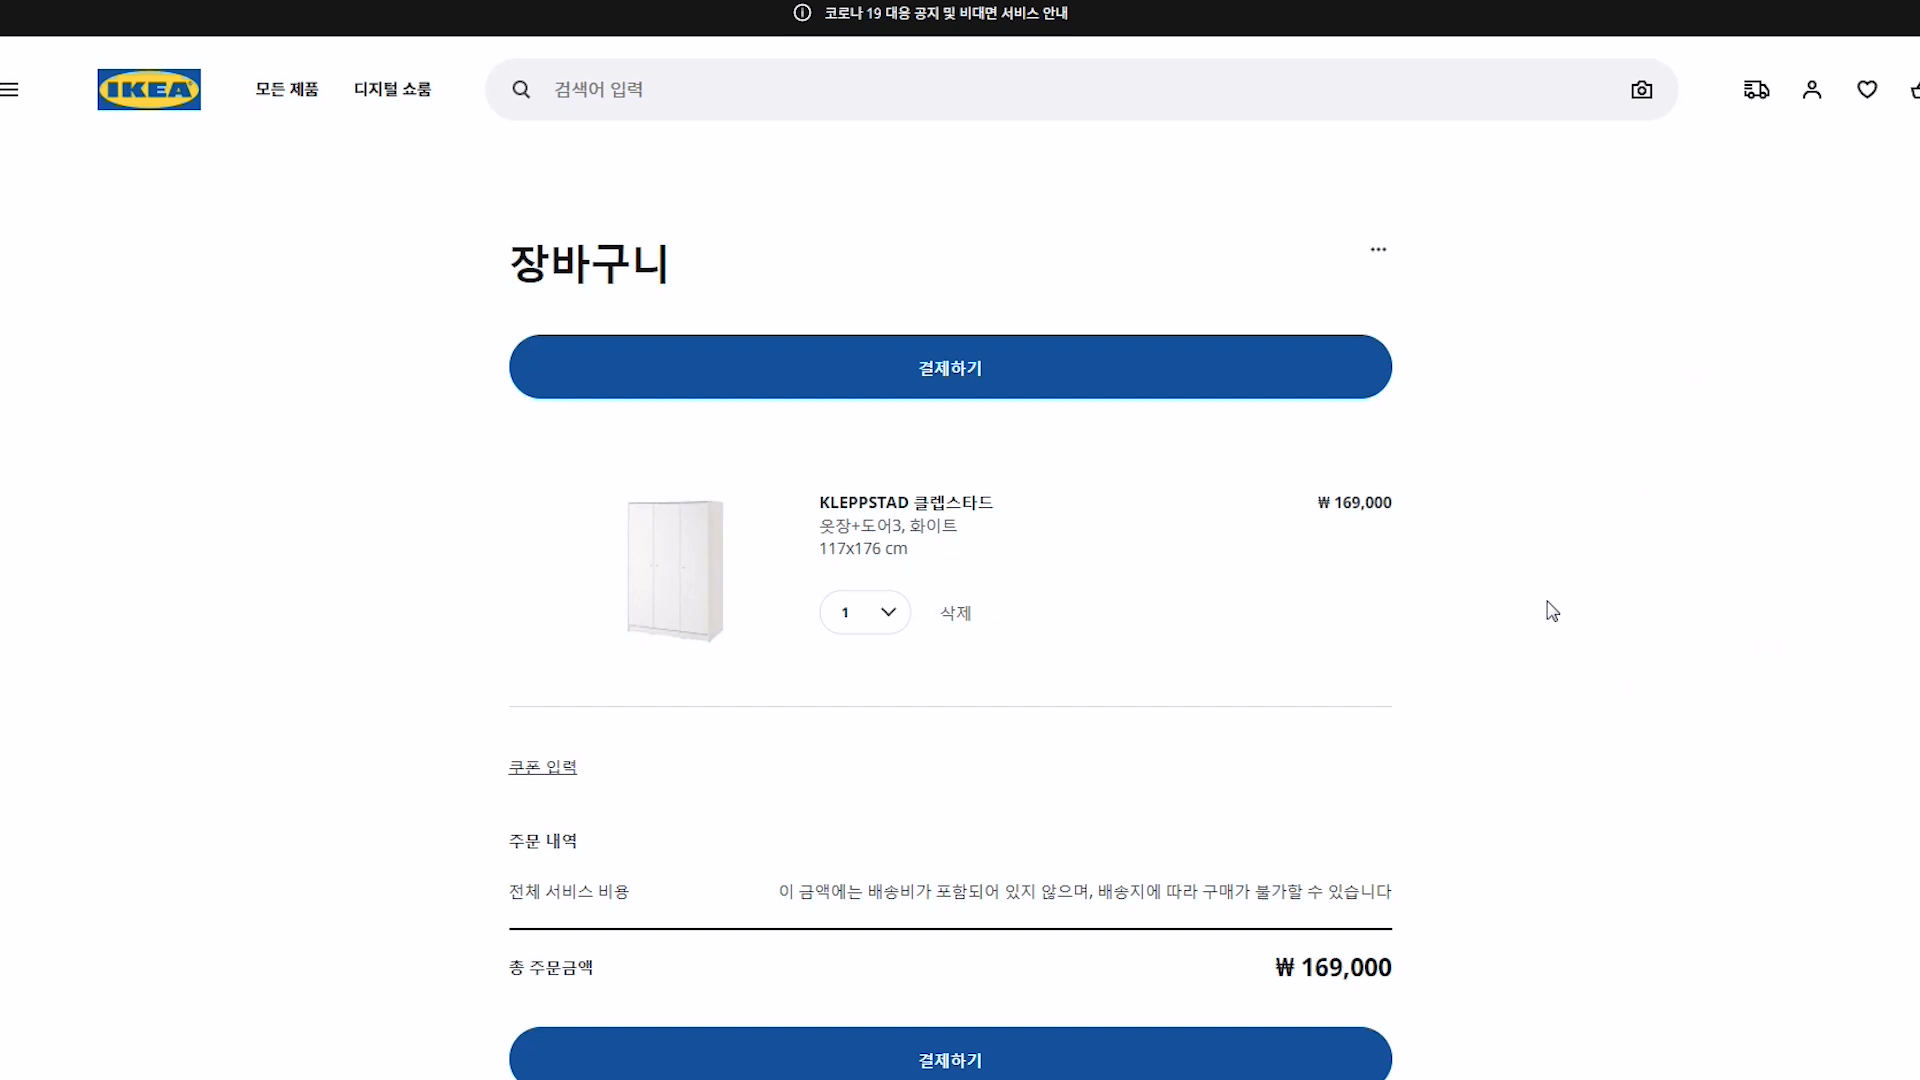 코로나 19 대응 공지 및 비대면 서비스 안내
IKEA
모든 제품
디지털 쇼룸
검색어 입력
장바구니
결제하기
KLEPPSTAD 클렙스타드
₩ 169,000
옷장+도어3, 화이트
117x176 cm
1
삭제
쿠폰 입력
주문 내역
전체 서비스 비용
이 금액에는 배송비가 포함되어 있지 않으며, 배송지에 따라 구매가 불가할 수 있습니다
총 주문금액
₩ 169,000
결제하기